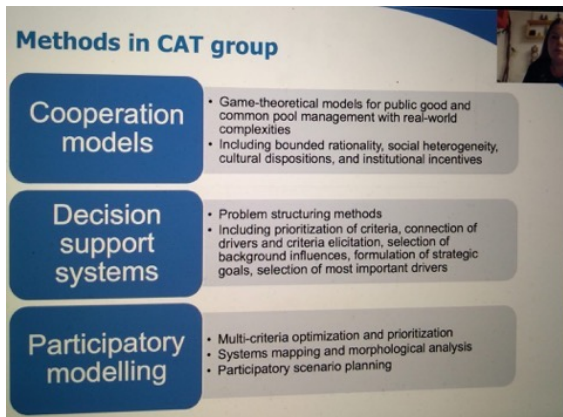 Methods in CAT group
Cooperation
models
• Game-theoretical models for public good and
common pool management with real-world
complexities
• Including bounded rationality, social heterogeneity,
cultural dispositions, and institutional incentives
Decision
support
systems
• Problem structuring methods
• Including prioritization of criteria, connection of
drivers and criteria elicitation, selection of
background influences, formulation of strategic
goals, selection of most important drivers
Participatory
modelling
• Multi-criteria optimization and prioritization
• Systems mapping and morphological analysis
• Participatory scenario planning